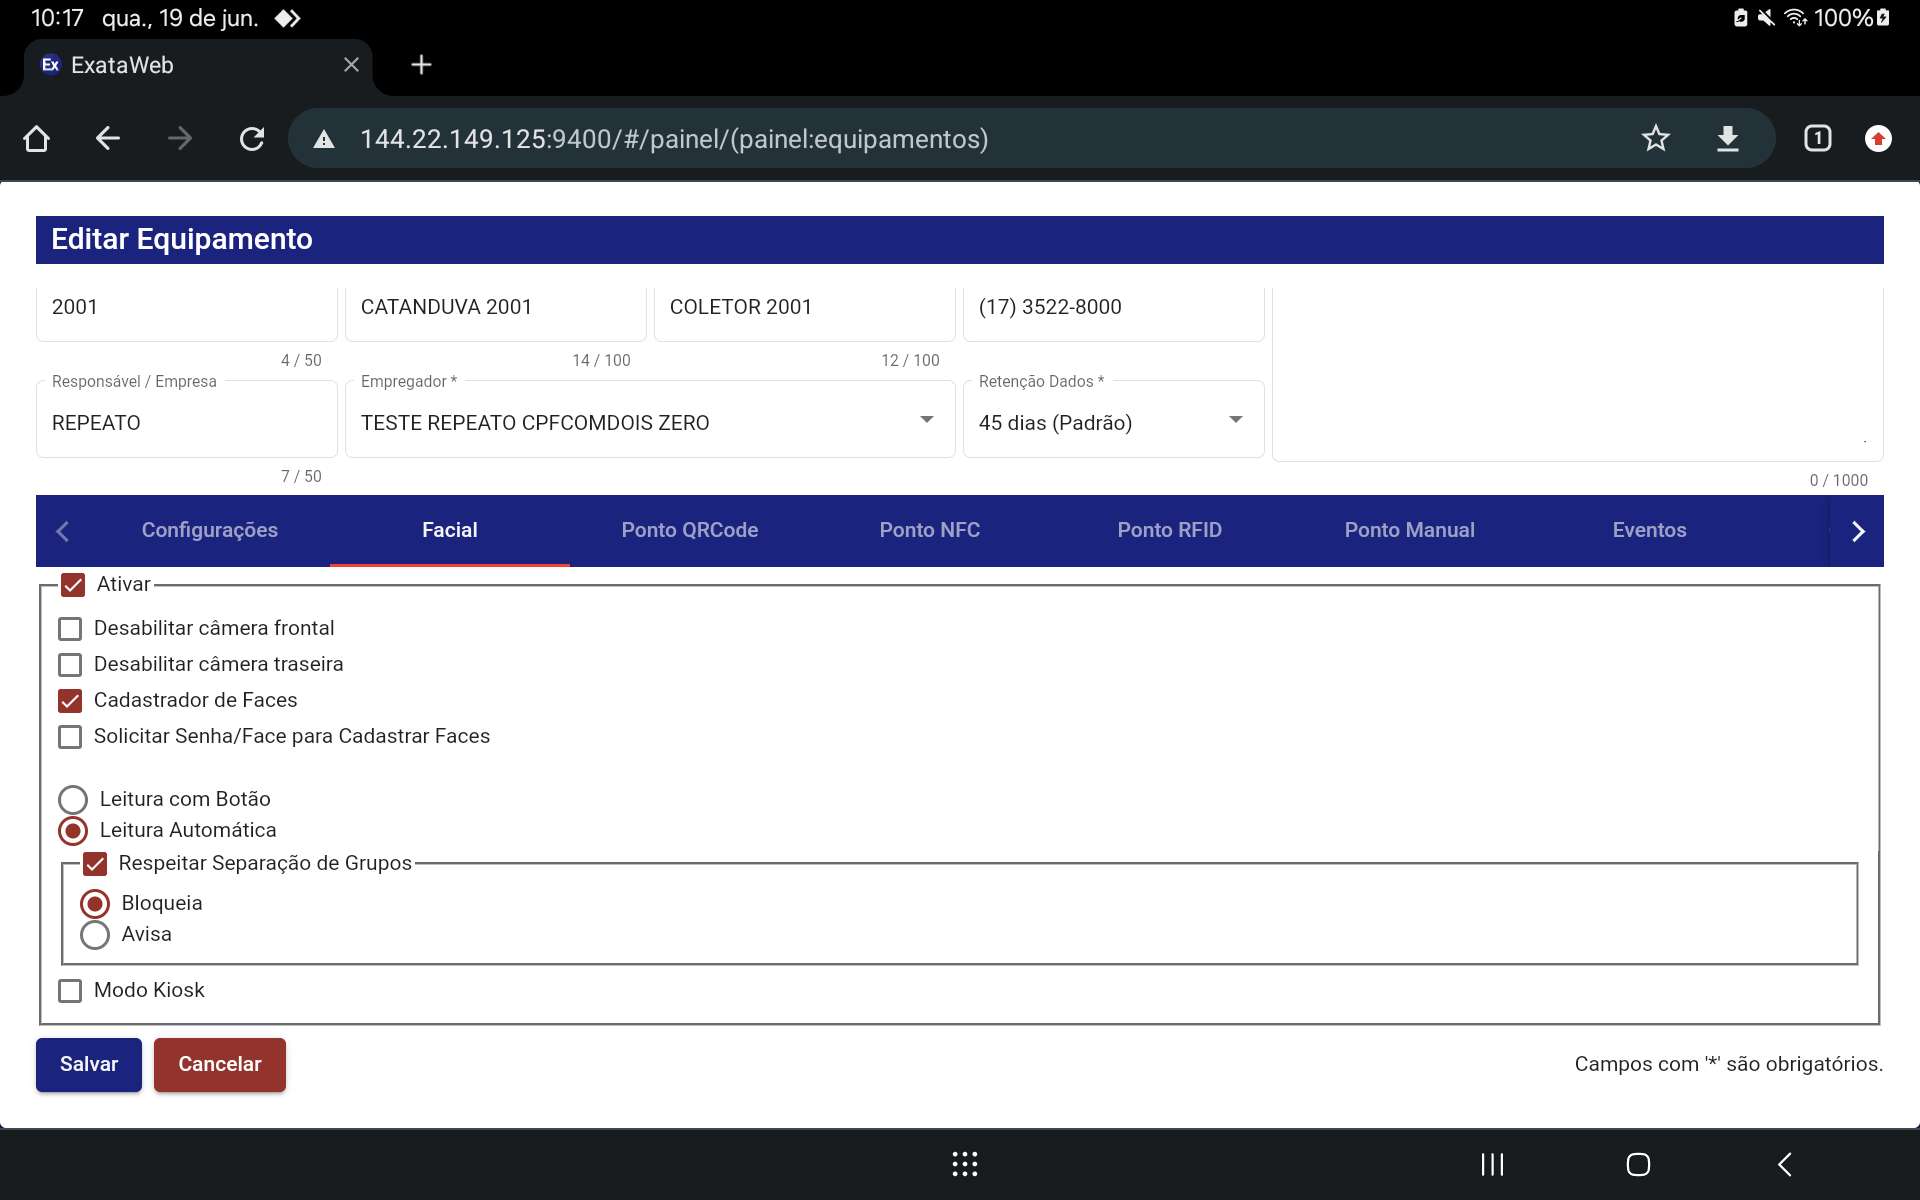 10:17 qua., 19 de jun. 100%
Ex ExataWeb
144.22.149.125:9400/#/painel/(painel:equipamentos) 1
Editar Equipamento
2001 CATANDUVA 2001 COLETOR 2001 (17) 3522-8000
4 / 50 14 / 100 12 / 100
Responsável / Empresa Empregador * Retenção Dados *
REPEATO TESTE REPEATO CPFCOMDOIS ZERO 45 dias (Padrão)
7 / 50 0 / 1000
Configurações Facial Ponto QRCode Ponto NFC Ponto RFID Ponto Manual Eventos
Ativar
Desabilitar câmera frontal
Desabilitar câmera traseira
Cadastrador de Faces
Solicitar Senha/Face para Cadastrar Faces
Leitura com Botão
Leitura Automática
Respeitar Separação de Grupos
Bloqueia
Avisa
Modo Kiosk
Salvar Cancelar Campos com '*' são obrigatórios.